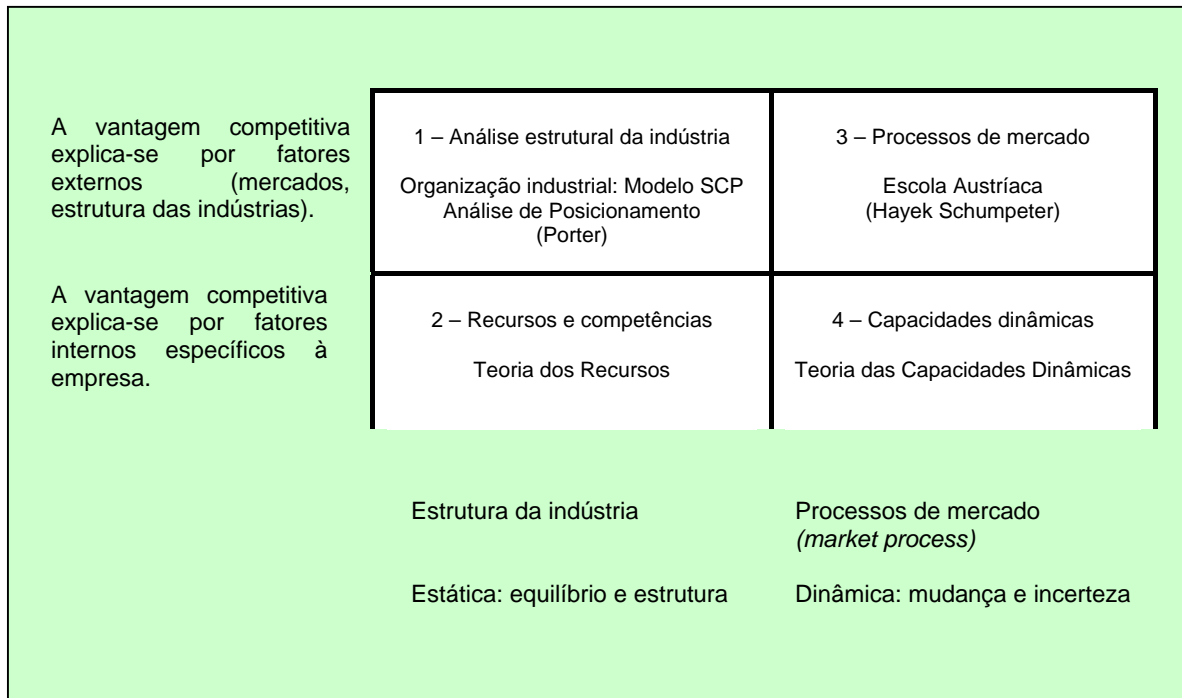 A vantagem competitiva
explica-se por fatores
externos (mercados,
estrutura das indústrias).
1 – Análise estrutural da indústria
Organização industrial: Modelo SCP
Análise de Posicionamento
(Porter)
3 – Processos de mercado
Escola Austríaca
(Hayek Schumpeter)
A vantagem competitiva
explica-se por fatores
internos específicos à
empresa.
2 – Recursos e competências
Teoria dos Recursos
4 – Capacidades dinâmicas
Teoria das Capacidades Dinâmicas
Estrutura da indústria
Estática: equilíbrio e estrutura
Processos de mercado
(market process)
Dinâmica: mudança e incerteza